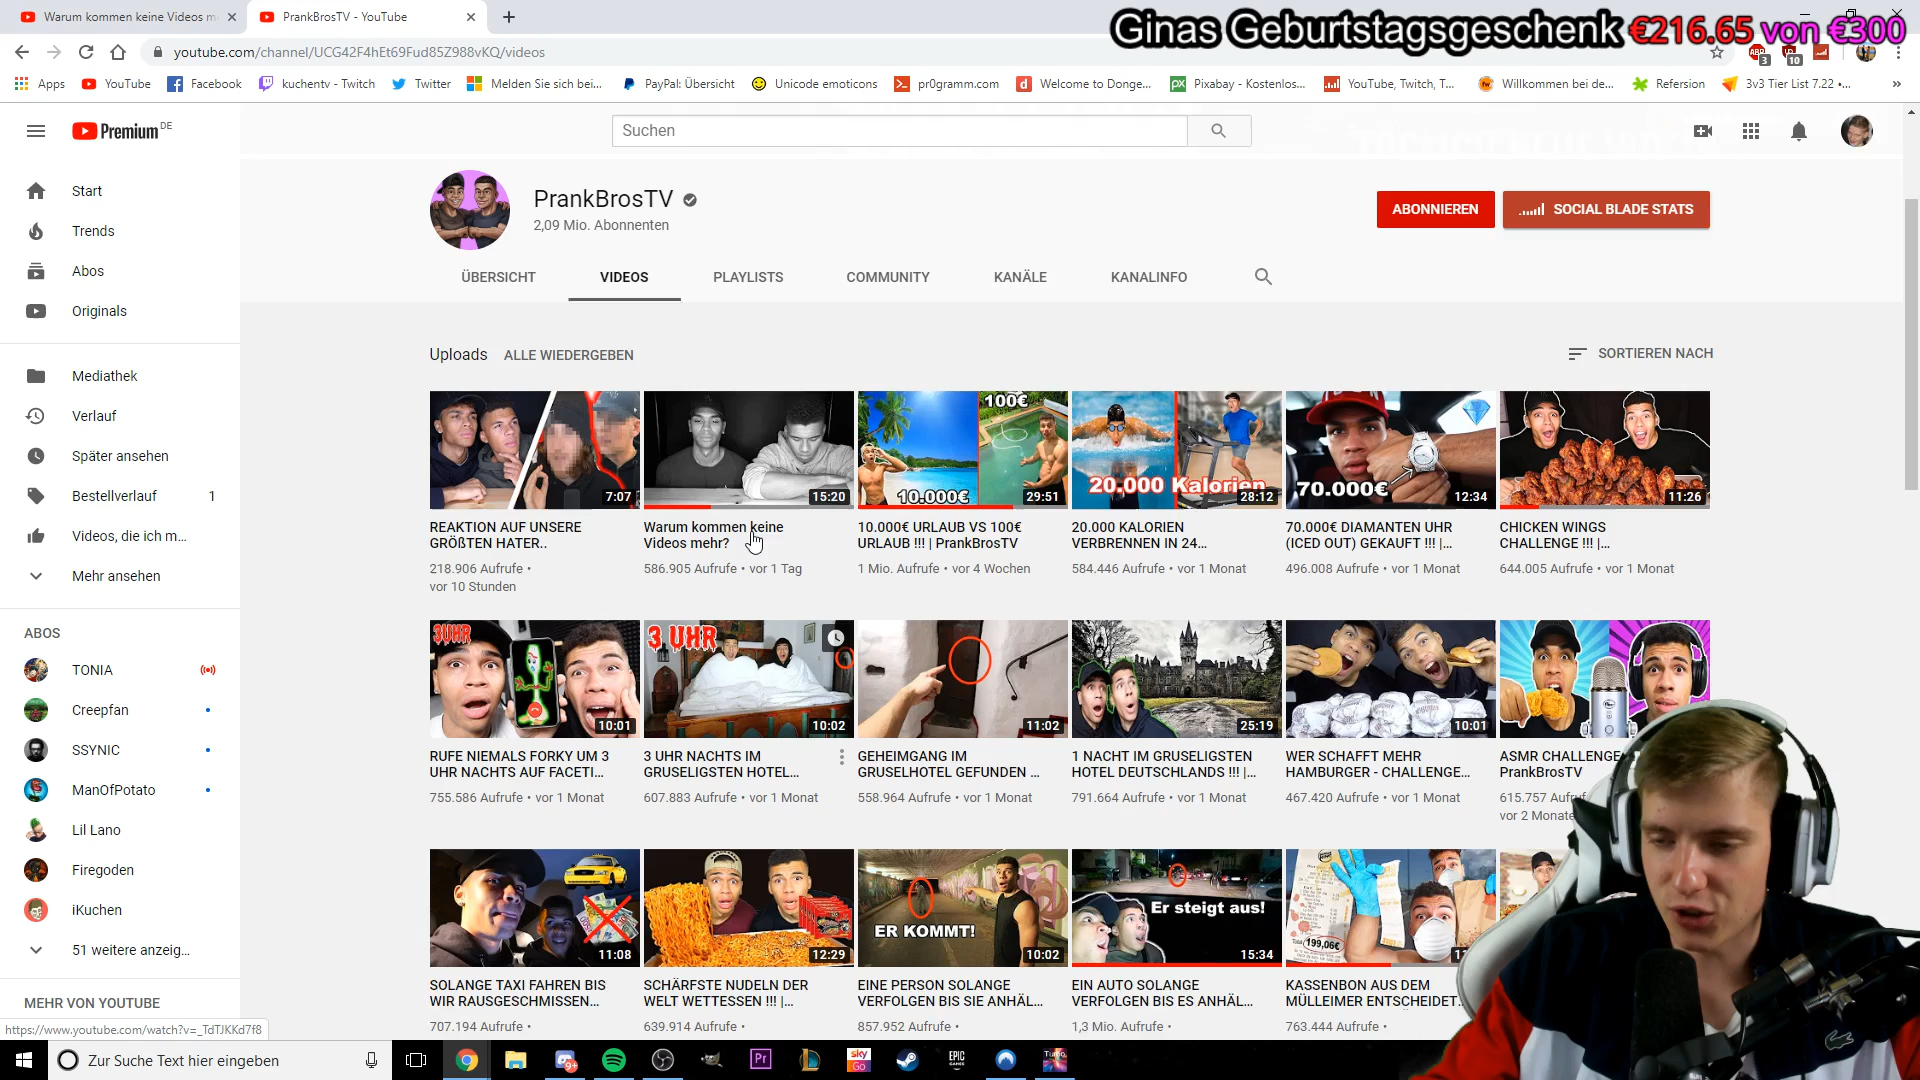 Warum kommen keine Videos m
PrankBrosTV - YouTube
Ginas Geburtstagsgeschenk €216.65 von €300
youtube.com/channel/UCG42F4hEt69Fud85Z988vKQ/videos
Apps YouTube Facebook kuchentv - Twitch Twitter Melden Sie sich bei... PayPal: Übersicht Unicode emoticons pr0gramm.com Welcome to Donge... Pixabay - Kostenlos... YouTube, Twitch, T... Willkommen bei de... Refersion 3v3 Tier List 7.22 •...
Premium DE
Suchen
Start
Trends
Abos
Originals
Mediathek
Verlauf
Später ansehen
Bestellverlauf 1
Videos, die ich m...
Mehr ansehen
ABOS
TONIA
Creepfan
SSYNIC
ManOfPotato
Lil Lano
Firegoden
iKuchen
51 weitere anzeig...
MEHR VON YOUTUBE
https://www.youtube.com/watch?v=_TdTJKKd7f8
PrankBrosTV
2,09 Mio. Abonnenten
ABONNIEREN
SOCIAL BLADE STATS
ÜBERSICHT VIDEOS PLAYLISTS COMMUNITY KANÄLE KANALINFO
Uploads ALLE WIEDERGEBEN
SORTIEREN NACH
7:07
REAKTION AUF UNSERE
GRÖßTEN HATER..
218.906 Aufrufe •
vor 10 Stunden
15:20
Warum kommen keine
Videos mehr?
586.905 Aufrufe • vor 1 Tag
100€
10.000€
29:51
10.000€ URLAUB VS 100€
URLAUB !!! | PrankBrosTV
1 Mio. Aufrufe • vor 4 Wochen
20.000 Kalorien
28:12
20.000 KALORIEN
VERBRENNEN IN 24...
584.446 Aufrufe • vor 1 Monat
70.000€
12:34
70.000€ DIAMANTEN UHR
(ICED OUT) GEKAUFT !!! |...
496.008 Aufrufe • vor 1 Monat
11:26
CHICKEN WINGS
CHALLENGE !!! |...
644.005 Aufrufe • vor 1 Monat
3UHR
10:01
RUFE NIEMALS FORKY UM 3
UHR NACHTS AUF FACETI...
755.586 Aufrufe • vor 1 Monat
3 UHR
10:02
3 UHR NACHTS IM
GRUSELIGSTEN HOTEL...
607.883 Aufrufe • vor 1 Monat
11:02
GEHEIMGANG IM
GRUSELHOTEL GEFUNDEN ...
558.964 Aufrufe • vor 1 Monat
25:19
1 NACHT IM GRUSELIGSTEN
HOTEL DEUTSCHLANDS !!! |...
791.664 Aufrufe • vor 1 Monat
10:01
WER SCHAFFT MEHR
HAMBURGER - CHALLENGE...
467.420 Aufrufe • vor 1 Monat
ASMR CHALLENGE
PrankBrosTV
615.757 Aufruf
vor 2 Monate
11:08
SOLANGE TAXI FAHREN BIS
WIR RAUSGESCHMISSEN...
707.194 Aufrufe •
12:29
SCHÄRFSTE NUDELN DER
WELT WETTESSEN !!! |...
639.914 Aufrufe •
ER KOMMT!
10:02
EINE PERSON SOLANGE
VERFOLGEN BIS SIE ANHÄL...
857.952 Aufrufe •
Er steigt aus!
15:34
EIN AUTO SOLANGE
VERFOLGEN BIS ES ANHÄL...
1,3 Mio. Aufrufe •
199,06€
KASSENBON AUS DEM
MÜLLEIMER ENTSCHEIDET...
763.444 Aufrufe •
Zur Suche Text hier eingeben
Pr
sky Go
EPIC GAMES